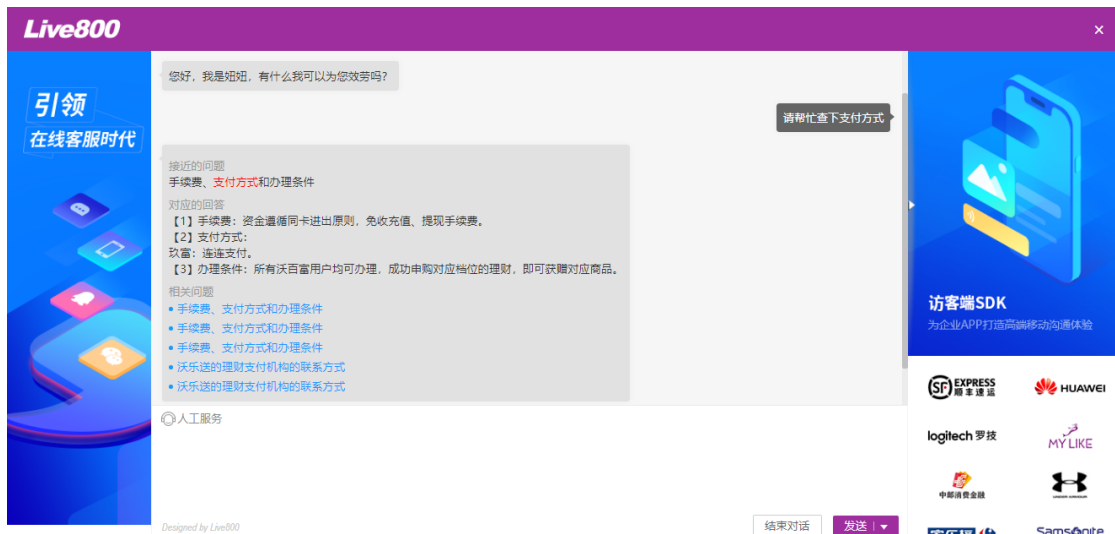 Live800
×
引领
在线客服时代
您好，我是妞妞，有什么我可以为您效劳吗?
请帮忙查下支付方式
接近的问题
手续费、支付方式和办理条件
对应的回答
【1】手续费：资金遵循同卡进出原则，免收充值、提现手续费。
【2】支付方式：
玖富：连连支付。
【3】办理条件：所有沃百富用户均可办理，成功申购对应档位的理财，即可获赠对应商品。
相关问题
• 手续费、支付方式和办理条件
• 手续费、支付方式和办理条件
• 手续费、支付方式和办理条件
• 沃乐送的理财支付机构的联系方式
• 沃乐送的理财支付机构的联系方式
人工服务
Designed by Live800
结束对话
发送
访客端SDK
为企业APP打造高端移动沟通体验
SF EXPRESS
顺丰速运
HUAWEI
logitech 罗技
MYLIKE
中邮消费金融
UNDER ARMOUR
家乐福
Samsonite